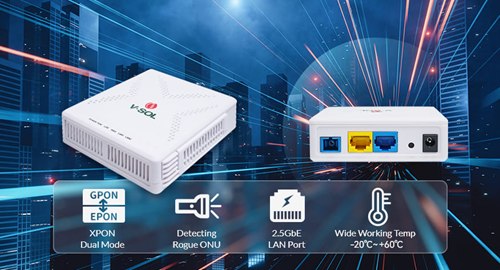 V-SOL
GPON
EPON
XPON
Dual Mode
Detecting
Rogue ONU
2.5GbE
LAN Port
Wide Working Temp
-20°C~ +60°C